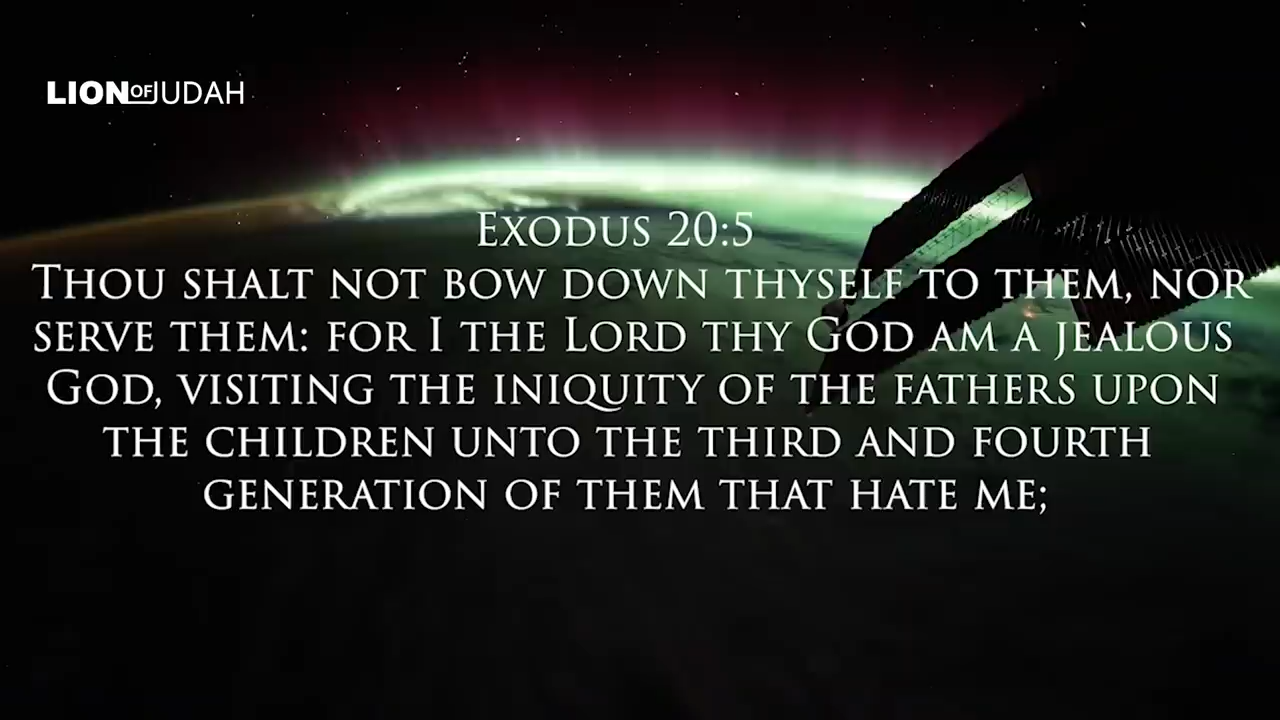 LION OF JUDAH
Exodus 20:5
Thou shalt not bow down thyself to them, nor
serve them: for I the Lord thy God am a jealous
God, visiting the iniquity of the fathers upon
the children unto the third and fourth
generation of them that hate me;